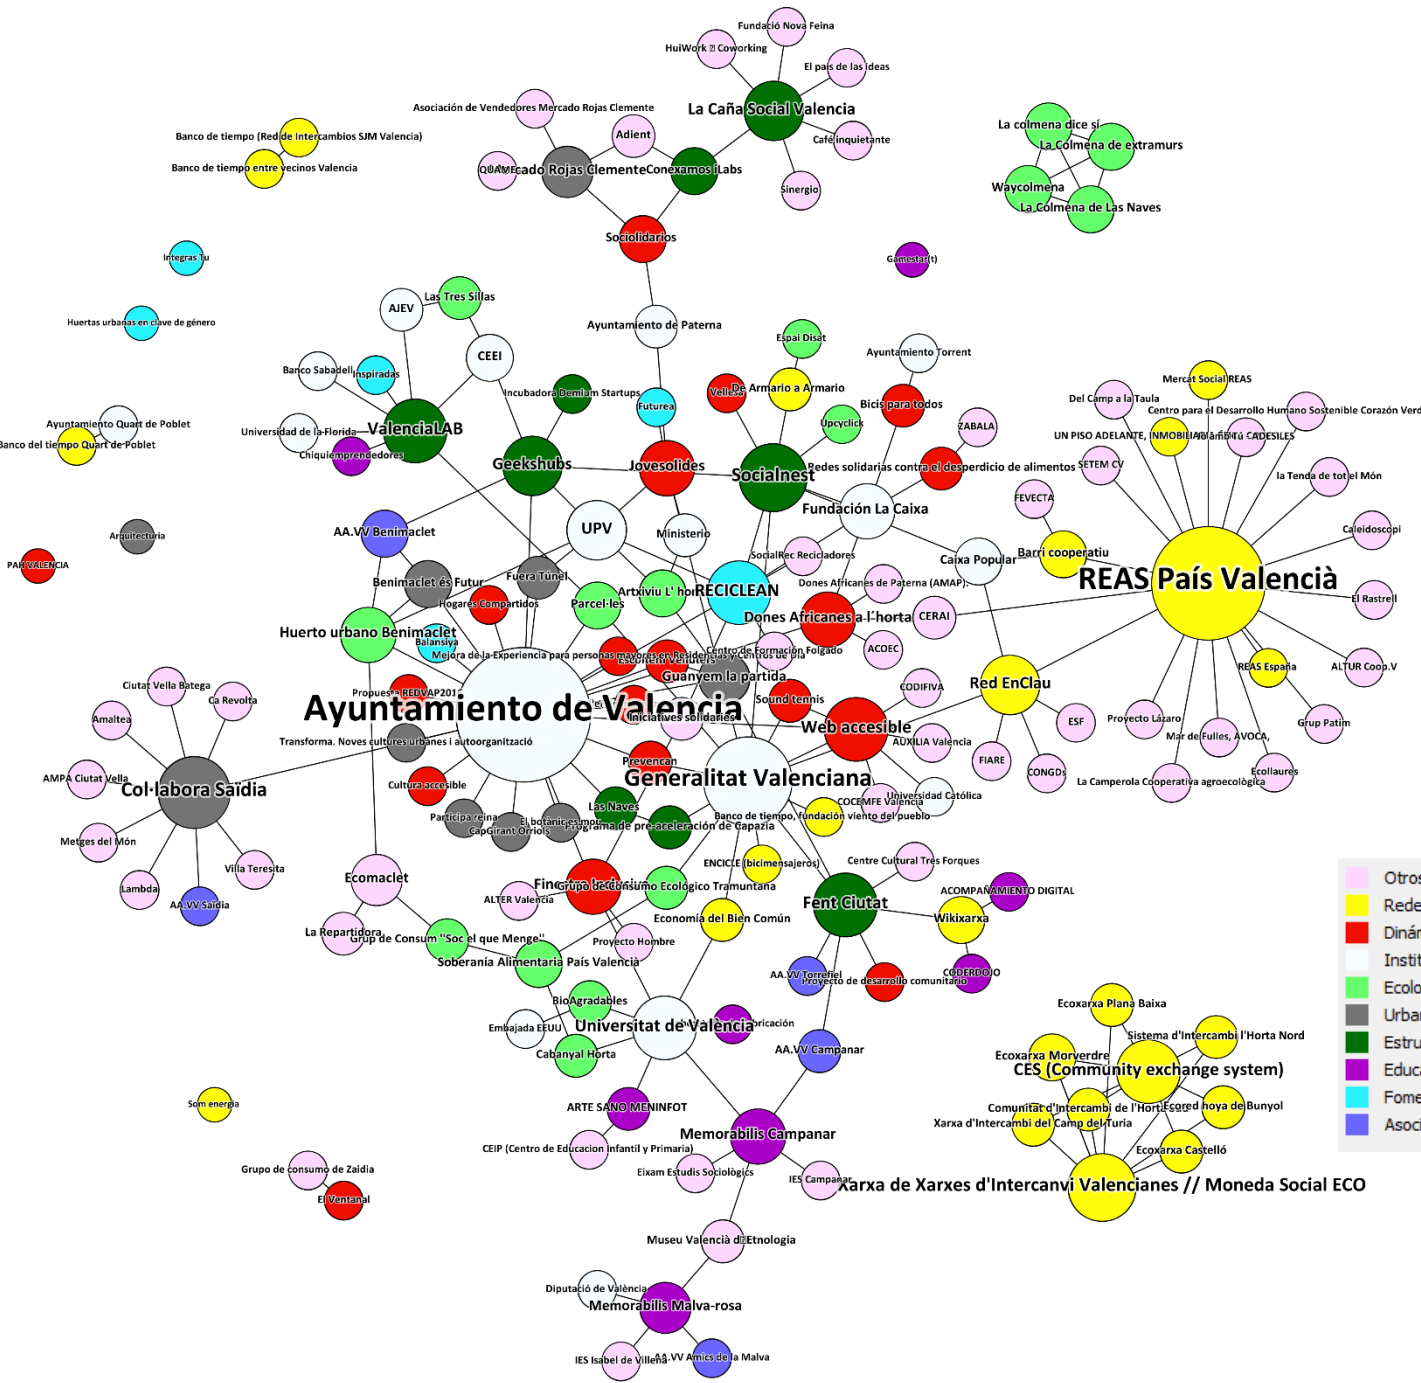 Fundació Nova Feina
HuiWork Coworking
El país de las ideas
La Caña Social Valencia
Asociación de Vendedores Mercado Rojas Clemente
Café inquietante
Adient
Banco de tiempo (Red de Intercambios SJM Valencia)
Banco de tiempo entre vecinos Valencia
La colmena dice sí
La Colmena de extramurs
Waycolmena
La Colmena de Las Naves
Rojas Clemente
Conexamos iLabs
Sinergio
Sociolidarios
Integras Tu
Gamestar(t)
Las Tres Sillas
AJEV
Huertas urbanas en clave de género
Ayuntamiento de Paterna
Espai Disat
Ayuntamiento Torrent
CEEI
Banco Sabadell
Inspiradas
Mercat Social REAS
Incubadora Demium Startups
Vellesa
De Armario a Armario
Del Camp a la Taula
Futurea
Bicis para todos
Centro para el Desarrollo Humano Sostenible Corazón Verd
Ayuntamiento Quart de Poblet
Universidad de la Florida
ValenciaLAB
Upcyclick
ZABALA
UN PISO ADELANTE,
Banco del tiempo Quart de Poblet
Chiquiemprendedores
Geekshubs
Jovesolides
Socialnest
Redes solidarias contra el desperdicio de alimentos
SETEM CV
la Tenda de tot el Món
FEVECTA
Fundación La Caixa
AA.VV Benimaclet
UPV
Ministerio
Caleidoscopi
Arquitecturia
PAH VALENCIA
SocialRec Recicladores
Caixa Popular
Barri cooperatiu
REAS País Valencià
Benimaclet és Futur
Fuera Túnel
Dones Africanes de Paterna (AMAP).
RECICLEAN
Artxiviu L' hort
Hogares Compartidos
Parcel·les
El Rastrell
Dones Africanes a l´horta
CERAI
Huerto urbano Benimaclet
Balansiya
Centro de Formación Folgado
ACOEC
Mejora de la Experiencia para personas mayores en Residencias y Centros de Día
Guanyem la partida
REAS España
ALTUR Coop.V
Ciutat Vella Batega
Ca Revolta
Red EnClau
CODIFIVA
Propuesta REDVAP201
Sound tennis
Ayuntamiento de Valencia
Iniciatives solidaries
Amaltea
Web accesible
ESF
Proyecto Lázaro
Grup Patim
Transforma. Noves cultures urbanes i autoorganització
AUXILIA Valencia
Mar de Fulles, AVOCA,
Prevencan
FIARE
CONGDs
AMPA Ciutat Vella
Generalitat Valenciana
La Camperola Cooperativa agroecològica
Ecollaures
Col·labora Saïdia
Cultura accesible
Universidad Católica
COCEMFE Valencia
Las Naves
Participa reina
CapGirant Orriols
El botànic es mou
Banco de tiempo, fundación viento del pueblo
Programa de pre-aceleración de Capazia
Metges del Món
ENCICLE (bicimensajeros)
Centre Cultural Tres Forques
Villa Teresita
Ecomaclet
Lambda
Grupo de Consumo Ecológico Tramuntana
ACOMPAÑAMIENTO DIGITAL
ALTER Valencia
AA.VV Saïdia
Fent Ciutat
Economía del Bien Común
Wikixarxa
La Repartidora
Grup de Consum "Soc el que Menge"
Proyecto Hombre
Soberanía Alimentaria País Valencià
AA.VV Torrefiel
CODERDOJO
Proyecto de desarrollo comunitario
BioAgradables
Ecoxarxa Plana Baixa
Embajada EEUU
Universitat de València
Sistema d'Intercambi l'Horta Nord
AA.VV Campanar
Cabanyal Horta
Ecoxarxa Morverdre
CES (Community exchange system)
Som energia
ARTE SANO MENINFOT
Comunitat d'Intercambi de l'Horta
Ecored hoya de Bunyol
Xarxa d'Intercambi del Camp del Turia
Memorabilis Campanar
CEIP (Centro de Educacion Infantil y Primaria)
Ecoxarxa Castelló
Grupo de consumo de Zaidia
Eixam Estudis Sociològics
IES Campanar
Xarxa de Xarxes d'Intercanvi Valencianes // Moneda Social ECO
El Ventanal
Museu Valencià d Etnologia
Diputació de València
Memorabilis Malva-rosa
IES Isabel de Villena
AA.VV Amics de la Malva
Otros
Rede
Dinár
Instit
Ecolo
Urba
Estru
Educa
Fome
Asoci